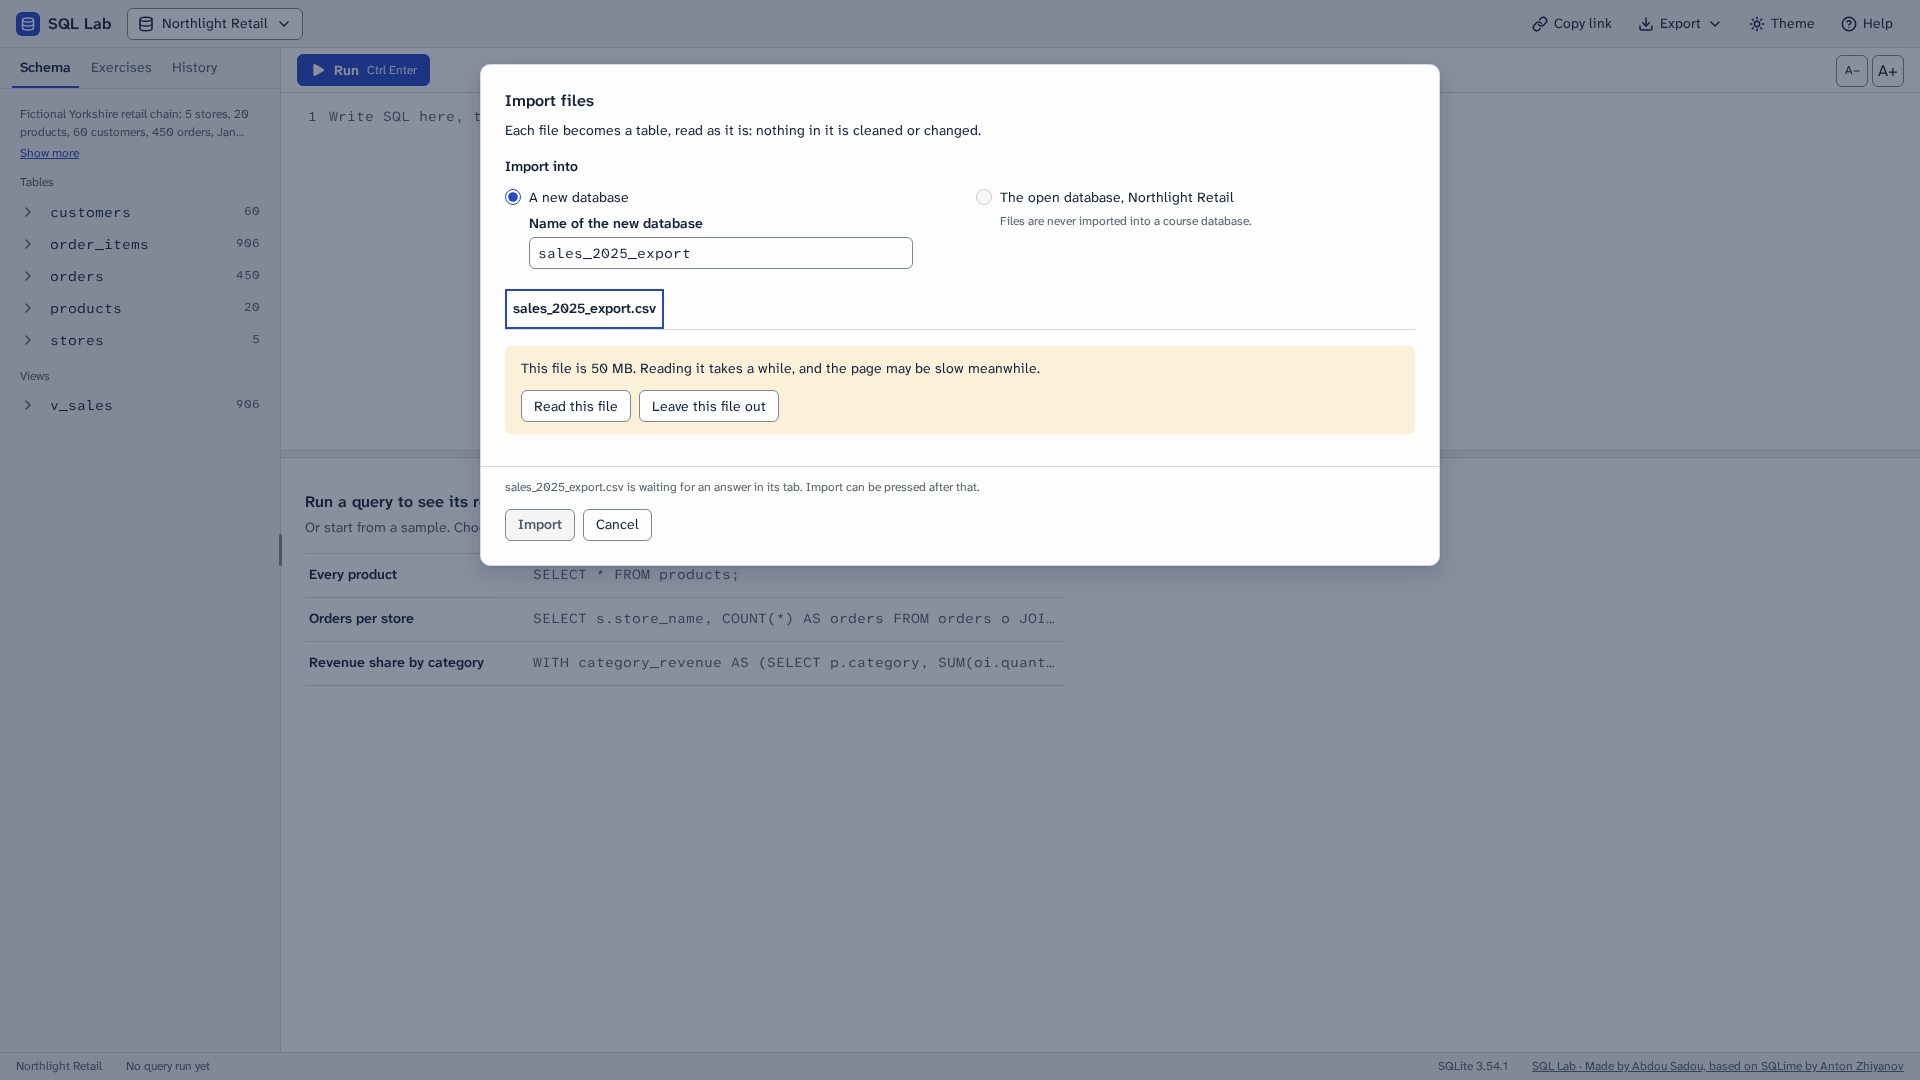 SQL Lab
Northlight Retail
Copy link
Export
Theme
Help
Schema
Exercises
History
Run Ctrl Enter
A−
A+
Fictional Yorkshire retail chain: 5 stores, 20
products, 60 customers, 450 orders, Jan…
Show more
Tables
customers 60
order_items 906
orders 450
products 20
stores 5
Views
v_sales 906
1 Write SQL here, t
Import files
Each file becomes a table, read as it is: nothing in it is cleaned or changed.
Import into
A new database
Name of the new database
sales_2025_export
The open database, Northlight Retail
Files are never imported into a course database.
sales_2025_export.csv
This file is 50 MB. Reading it takes a while, and the page may be slow meanwhile.
Read this file
Leave this file out
sales_2025_export.csv is waiting for an answer in its tab. Import can be pressed after that.
Import
Cancel
Run a query to see its r
Or start from a sample. Cho
Every product SELECT * FROM products;
Orders per store SELECT s.store_name, COUNT(*) AS orders FROM orders o JOI…
Revenue share by category WITH category_revenue AS (SELECT p.category, SUM(oi.quant…
Northlight Retail
No query run yet
SQLite 3.54.1
SQL Lab · Made by Abdou Sadou, based on SQLime by Anton Zhiyanov